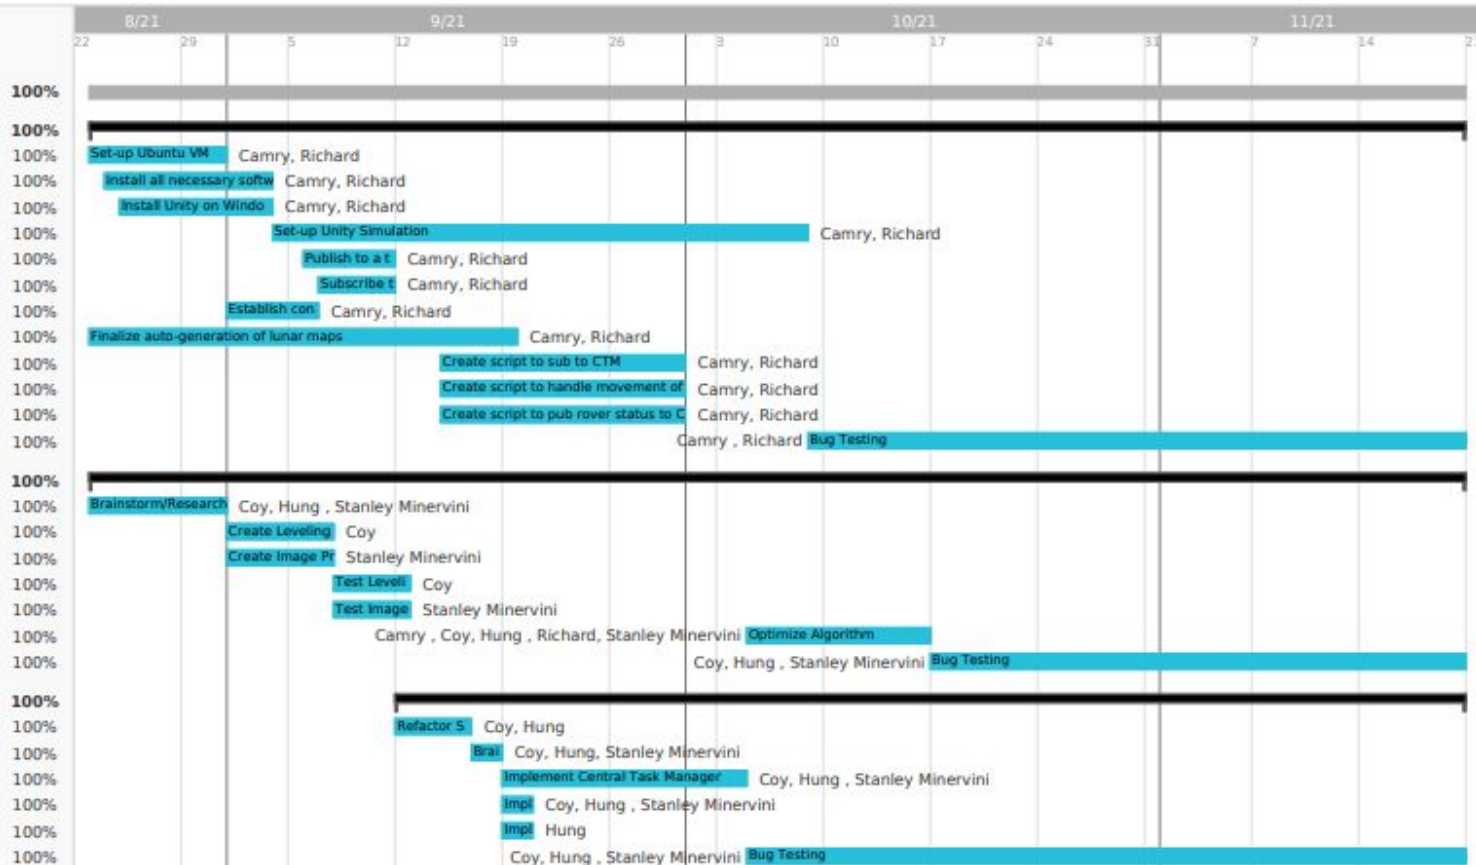 8/21 9/21 10/21 11/21
22 29 5 12 19 26 3 10 17 24 31 7 14
100%
100%
100% Set-up Ubuntu VM Camry, Richard
100% Install all necessary softw Camry, Richard
100% Install Unity on Windo Camry, Richard
100% Set-up Unity Simulation Camry, Richard
100% Publish to a t Camry, Richard
100% Subscribe t Camry, Richard
100% Establish con Camry, Richard
100% Finalize auto-generation of lunar maps Camry, Richard
100% Create script to sub to CTM Camry, Richard
100% Create script to handle movement of Camry, Richard
100% Create script to pub rover status to C Camry, Richard
100% Camry , Richard Bug Testing
100%
100% Brainstorm/Research Coy, Hung , Stanley Minervini
100% Create Leveling Coy
100% Create Image Pr Stanley Minervini
100% Test Leveli Coy
100% Test Image Stanley Minervini
100% Camry , Coy, Hung , Richard, Stanley Minervini Optimize Algorithm
100% Coy, Hung , Stanley Minervini Bug Testing
100%
100% Refactor S Coy, Hung
100% Brai Coy, Hung, Stanley Minervini
100% Implement Central Task Manager Coy, Hung , Stanley Minervini
100% Impl Coy, Hung , Stanley Minervini
100% Impl Hung
100% Coy, Hung , Stanley Minervini Bug Testing